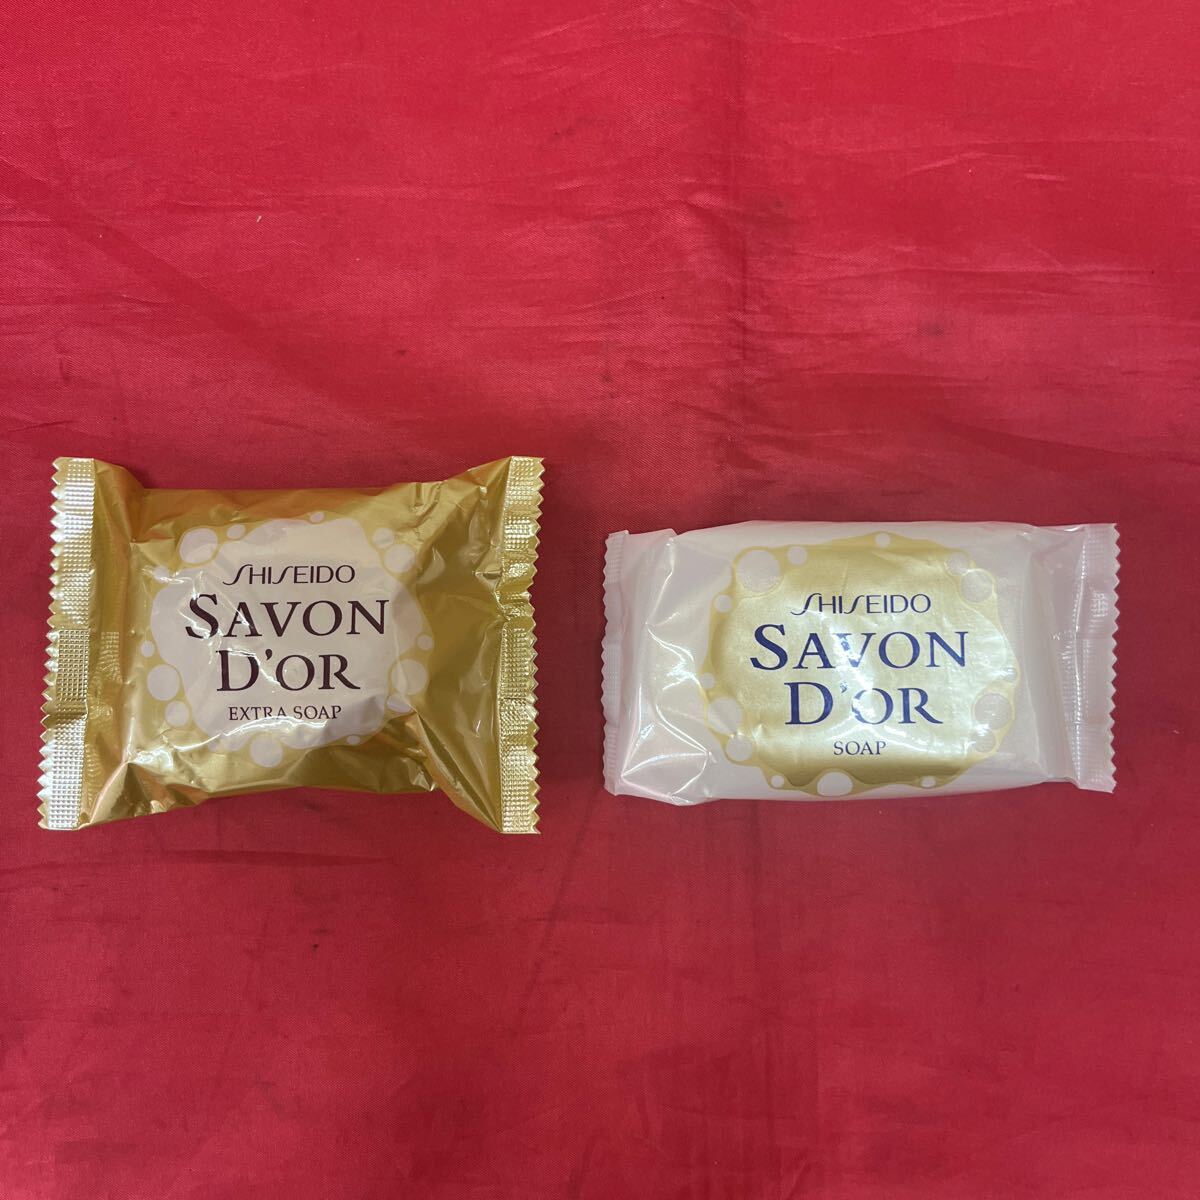 SHISEIDO
SAVON
D'OR
EXTRA SOAP
SHISEIDO
SAVON
D'OR
SOAP